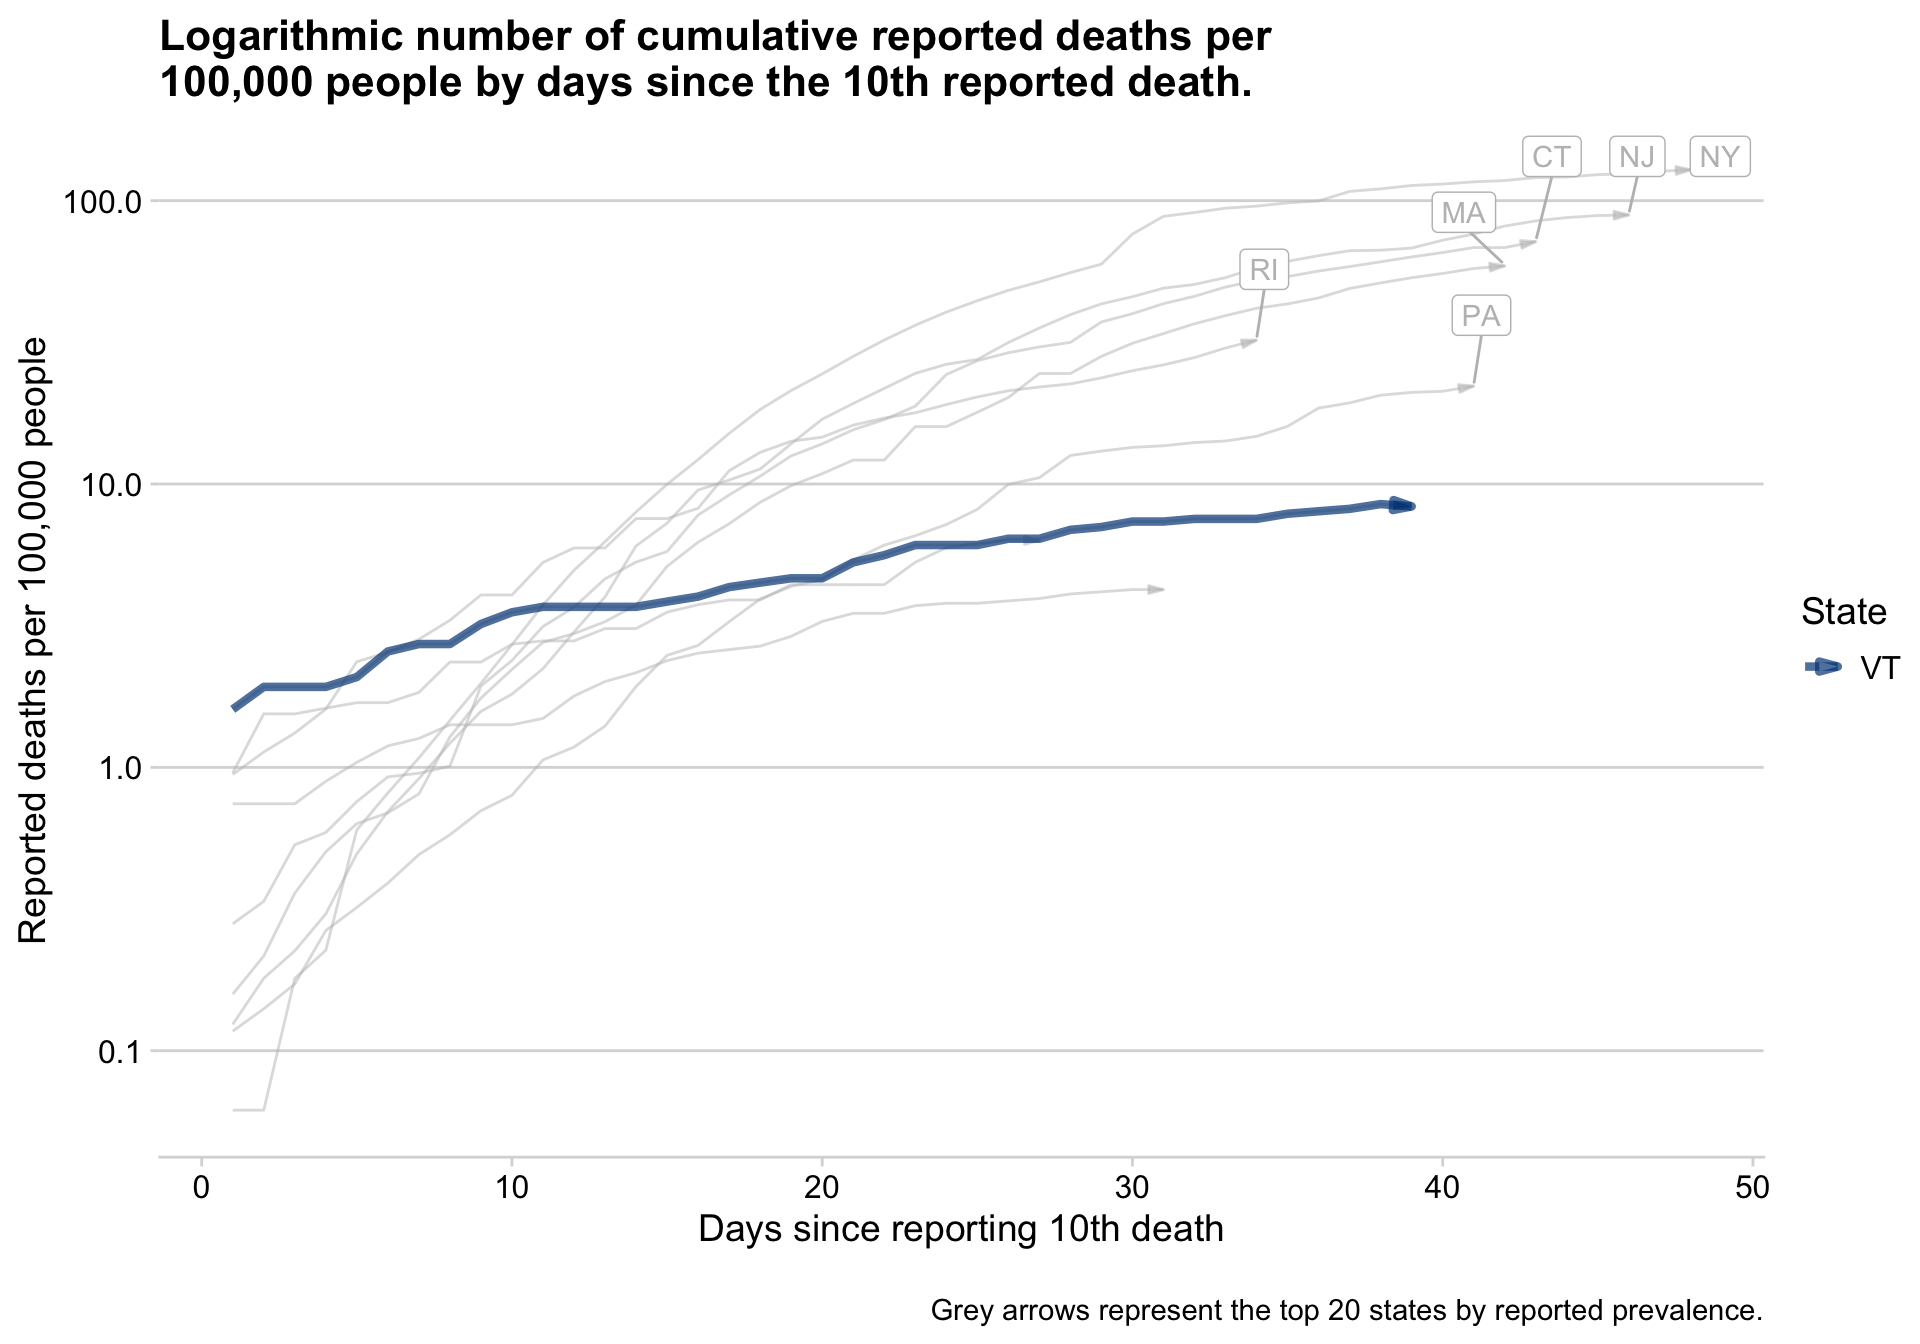 Logarithmic number of cumulative reported deaths per
100,000 people by days since the 10th reported death.
CT
NJ
NY
100.0
MA
RI
PA
10.0
1.0
0.1
Reported deaths per 100,000 people
State
VT
0
10
20
30
40
50
Days since reporting 10th death
Grey arrows represent the top 20 states by reported prevalence.